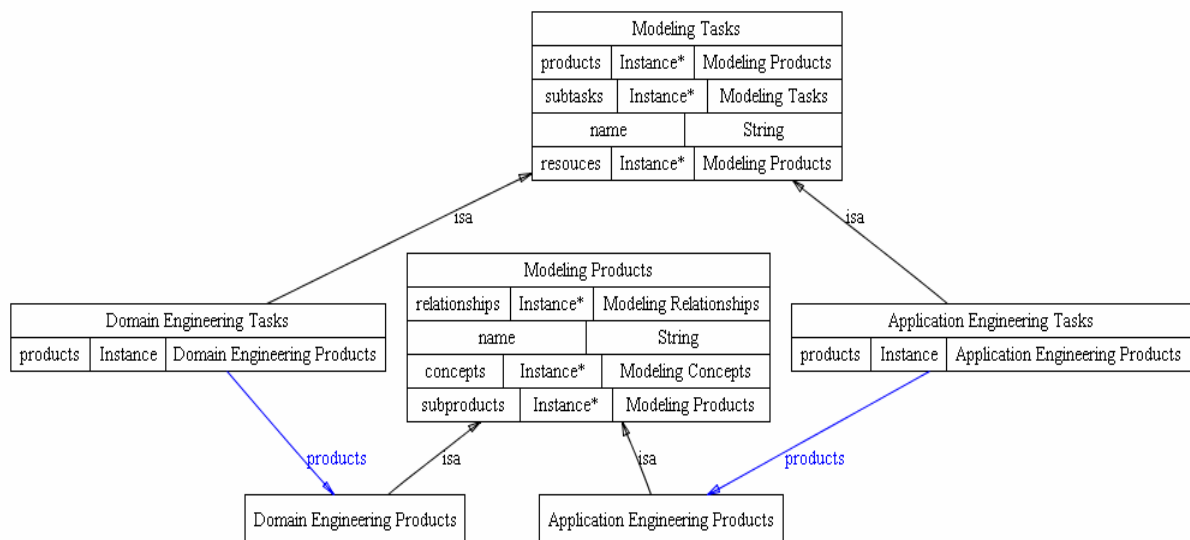 Modeling Tasks
products Instance* Modeling Products
subtasks Instance* Modeling Tasks
name String
resouces Instance* Modeling Products
isa isa
Modeling Products
relationships Instance* Modeling Relationships
name String
concepts Instance* Modeling Concepts
subproducts Instance* Modeling Products
Domain Engineering Tasks
products Instance Domain Engineering Products
Application Engineering Tasks
products Instance Application Engineering Products
products isa isa products
Domain Engineering Products
Application Engineering Products